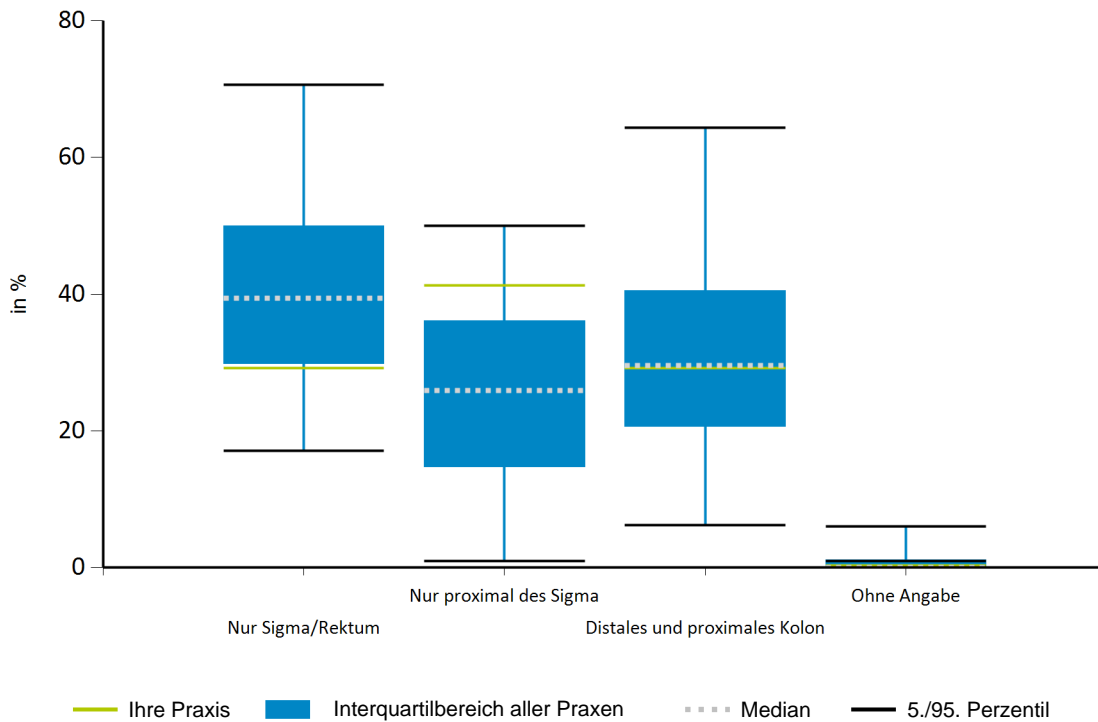 80
60
40
20
0
in %
Nur proximal des Sigma
Ohne Angabe
Nur Sigma/Rektum
Distales und proximales Kolon
Ihre Praxis
Interquartilbereich aller Praxen
Median
5./95. Perzentil